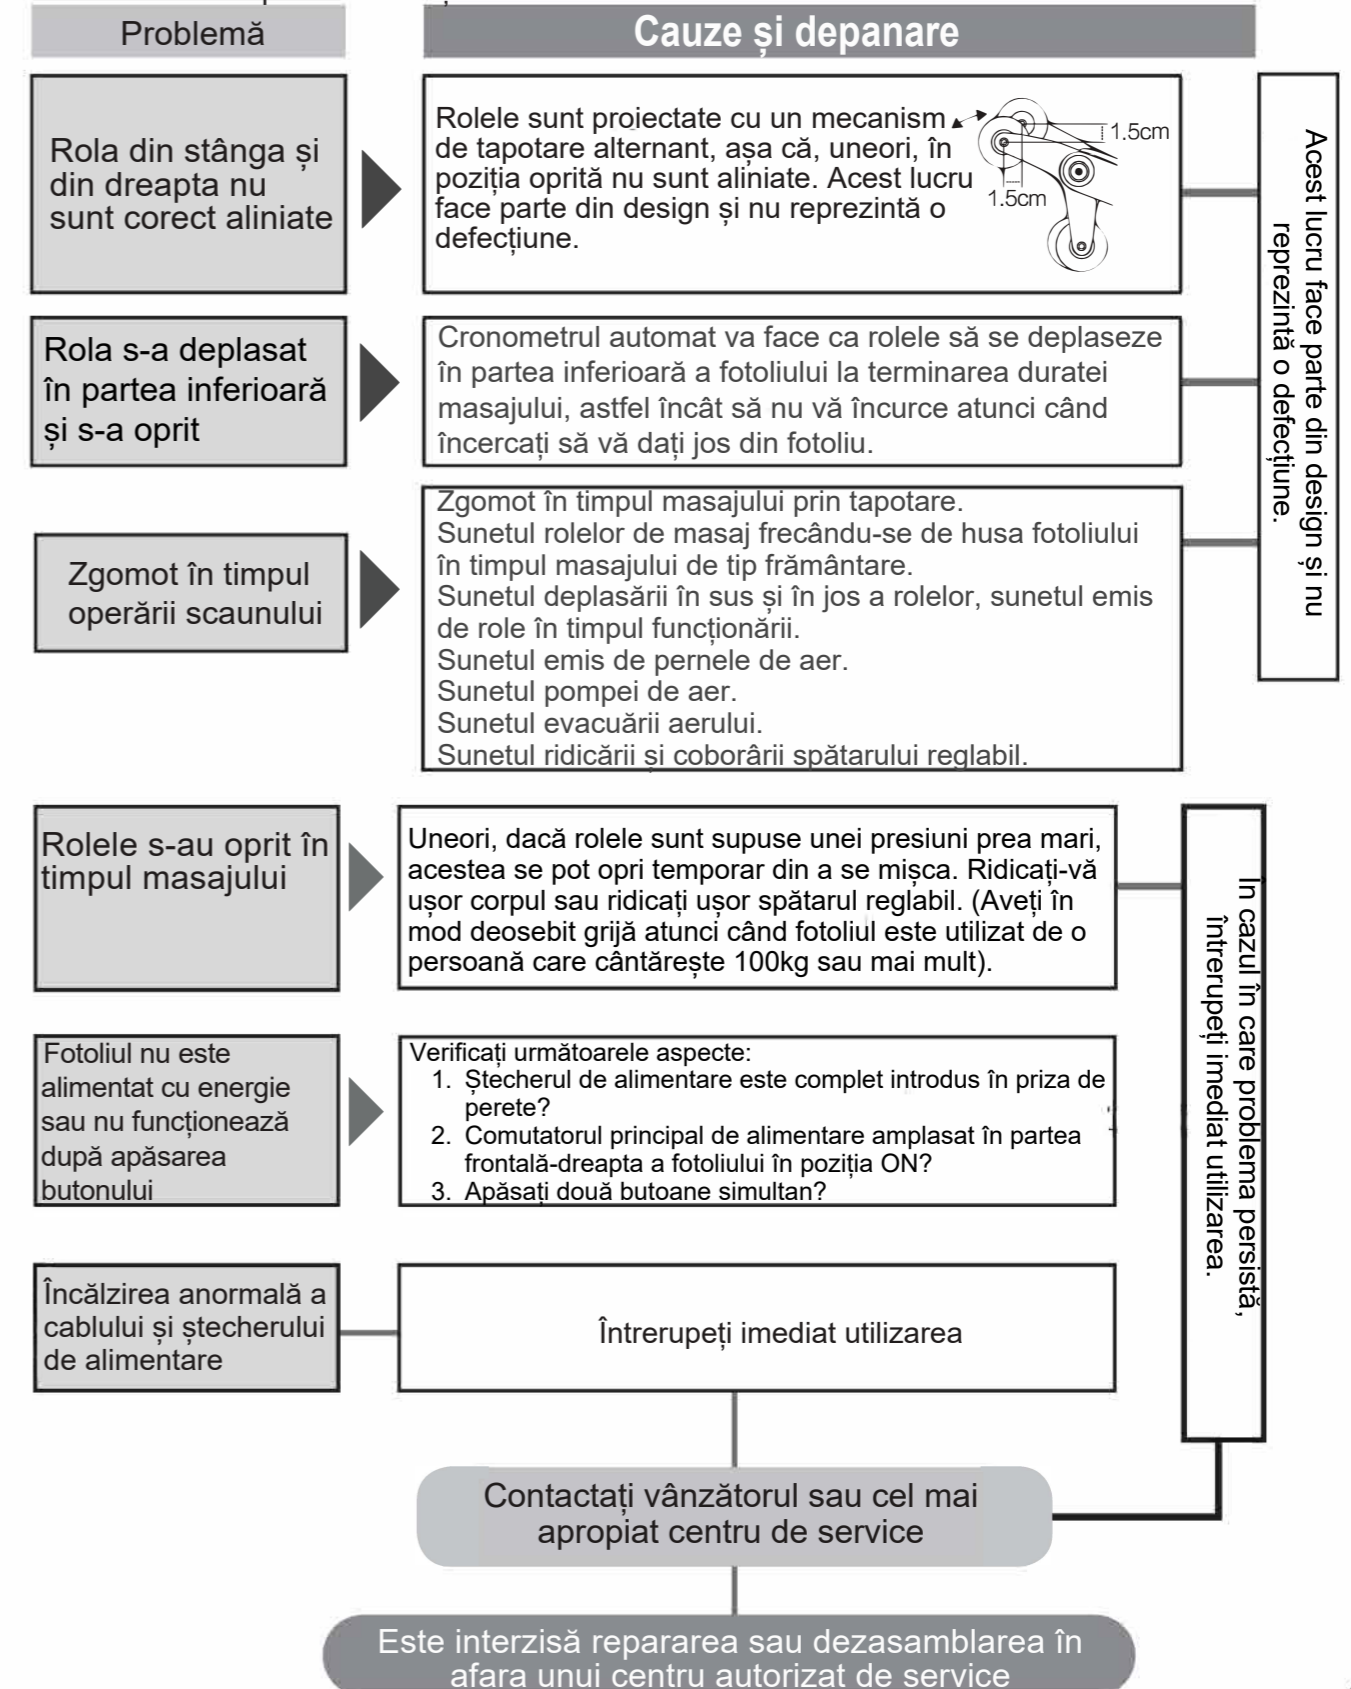 Problemă
Cauze și depanare
Rola din stânga și
din dreapta nu
sunt corect aliniate
Rolele sunt proiectate cu un mecanism
de tapotare alternant, așa că, uneori, în
poziția oprită nu sunt aliniate. Acest lucru
face parte din design și nu reprezintă o
defecțiune.
1.5cm
1.5cm
Acest lucru face parte din design și nu
reprezintă o defecțiune.
Rola s-a deplasat
în partea inferioară
și s-a oprit
Cronometrul automat va face ca rolele să se deplaseze
în partea inferioară a fotoliului la terminarea duratei
masajului, astfel încât să nu vă încurce atunci când
încercați să vă dați jos din fotoliu.
Zgomot în timpul
operării scaunului
Zgomot în timpul masajului prin tapotare.
Sunetul rolelor de masaj frecându-se de husa fotoliului
în timpul masajului de tip frământare.
Sunetul deplasării în sus și în jos a rolelor, sunetul emis
de role în timpul funcționării.
Sunetul emis de pernele de aer.
Sunetul pompei de aer.
Sunetul evacuării aerului.
Sunetul ridicării și coborârii spătarului reglabil.
Rolele s-au oprit în
timpul masajului
Uneori, dacă rolele sunt supuse unei presiuni prea mari,
acestea se pot opri temporar din a se mișca. Ridicați-vă
ușor corpul sau ridicați ușor spătarul reglabil. (Aveți în
mod deosebit grijă atunci când fotoliul este utilizat de o
persoană care cântărește 100kg sau mai mult).
În cazul în care problema persistă,
întrerupeți imediat utilizarea.
Fotoliul nu este
alimentat cu energie
sau nu funcționează
după apăsarea
butonului
Verificați următoarele aspecte:
1. Ștecherul de alimentare este complet introdus în priza de
perete?
2. Comutatorul principal de alimentare amplasat în partea
frontală-dreapta a fotoliului în poziția ON?
3. Apăsați două butoane simultan?
Încălzirea anormală a
cablului și ștecherului
de alimentare
Întrerupeți imediat utilizarea
Contactați vânzătorul sau cel mai
apropiat centru de service
Este interzisă repararea sau dezasamblarea în
afara unui centru autorizat de service